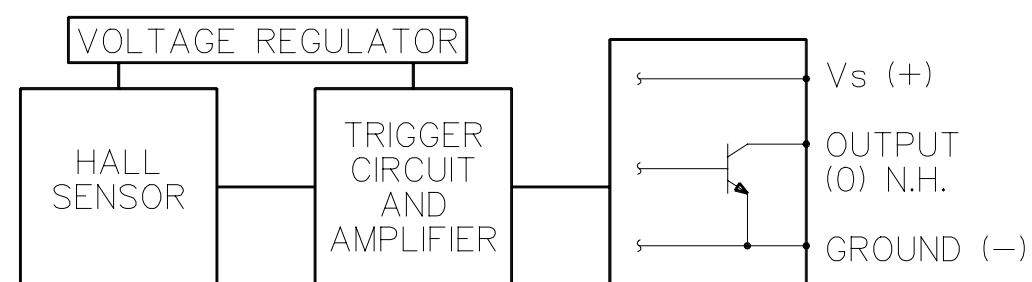 VOLTAGE REGULATOR
HALL
SENSOR
TRIGGER
CIRCUIT
AND
AMPLIFIER
Vs (+)
OUTPUT
(O) N.H.
GROUND (—)